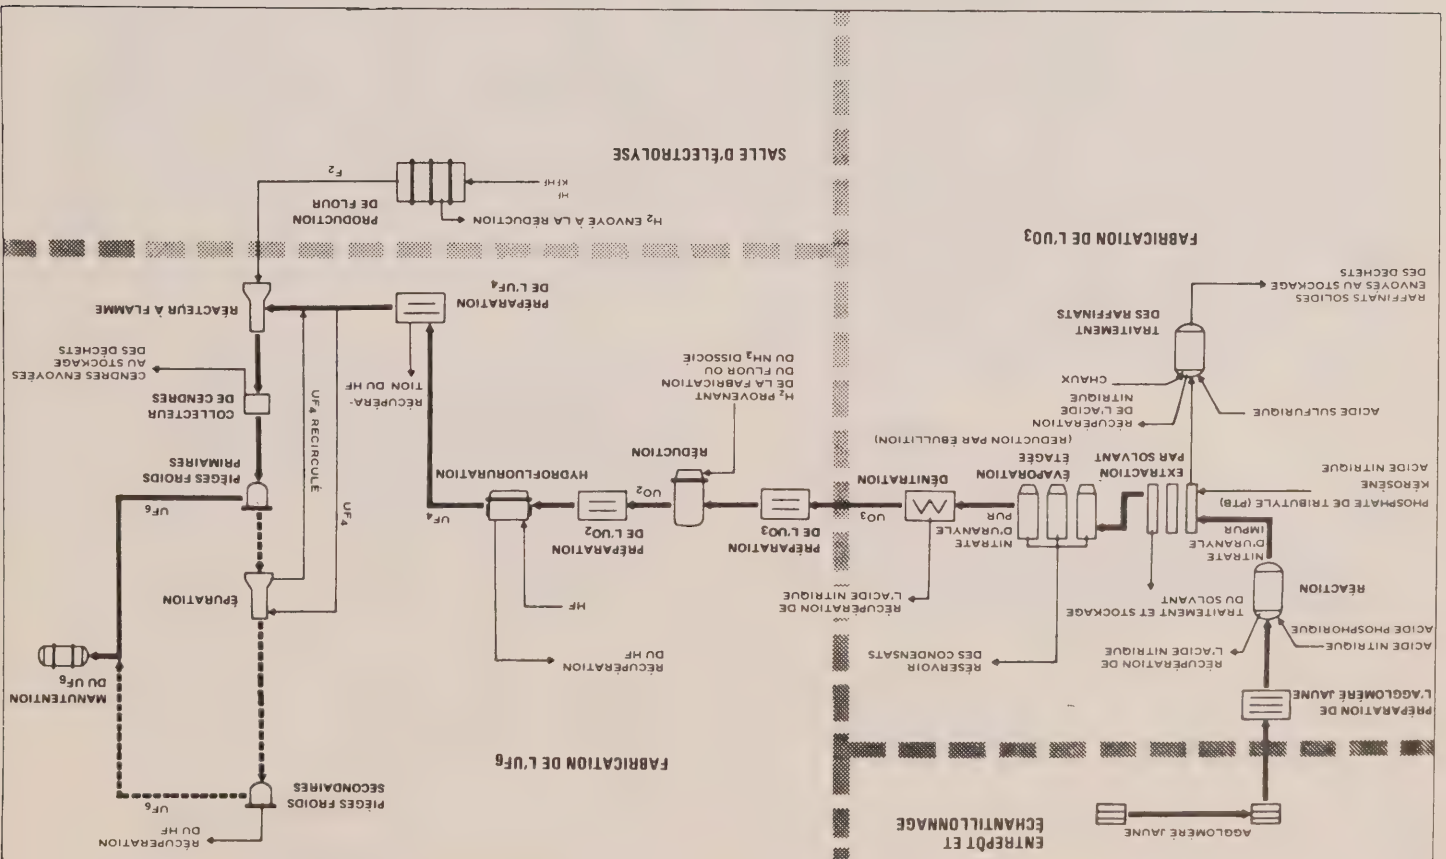 AGGLOMÉRÉ JAUNE
ENTREPÔT ET
ÉCHANTILLONNAGE
PRÉPARATION DE
L'AGGLOMÉRÉ JAUNE
ACIDE NITRIQUE
ACIDE PHOSPHORIQUE
RÉCUPÉRATION DE
L'ACIDE NITRIQUE
RÉACTION
NITRATE
D'URANYLE
IMPUR
PHOSPHATE DE TRIBUTYLE (PTB)
KÉROSÈNE
ACIDE NITRIQUE
TRAITEMENT ET STOCKAGE
DU SOLVANT
EXTRACTION
PAR SOLVANT
RÉSERVOIR
DES CONDENSATS
ÉVAPORATION
ÉTAGÉE
(RÉDUCTION PAR ÉBULLITION)
NITRATE
D'URANYLE
PUR
RÉCUPÉRATION DE
L'ACIDE NITRIQUE
DÉNITRATION
UO3
ACIDE SULFURIQUE
RÉCUPÉRATION
DE L'ACIDE
NITRIQUE
CHAUX
TRAITEMENT
DES RAFFINATS
RAFFINATS SOLIDES
ENVOYÉS AU STOCKAGE
DES DÉCHETS
FABRICATION DE L'UO3
FABRICATION DE L'UF6
PRÉPARATION
DE L'UO3
RÉDUCTION
H2 PROVENANT
DE LA FABRICATION
DU FLUOR OU
DU NH3 DISSOCIÉ
UO2
PRÉPARATION
DE L'UO2
HF
RÉCUPÉRATION
DU HF
HYDROFLUORURATION
UF4
RÉCUPÉRA-
TION DU HF
PRÉPARATION
DE L'UF4
UF4
UF4 RECIRCULÉ
RÉCUPÉRATION
DU HF
PIÈGES FROIDS
SECONDAIRES
UF6
MANUTENTION
DU UF6
ÉPURATION
UF6
PIÈGES FROIDS
PRIMAIRES
COLLECTEUR
DE CENDRES
CENDRES ENVOYÉES
AU STOCKAGE
DES DÉCHETS
RÉACTEUR À FLAMME
H2 ENVOYÉ À LA RÉDUCTION
HF
KFHF
PRODUCTION
DE FLOUR
F2
SALLE D'ÉLECTROLYSE